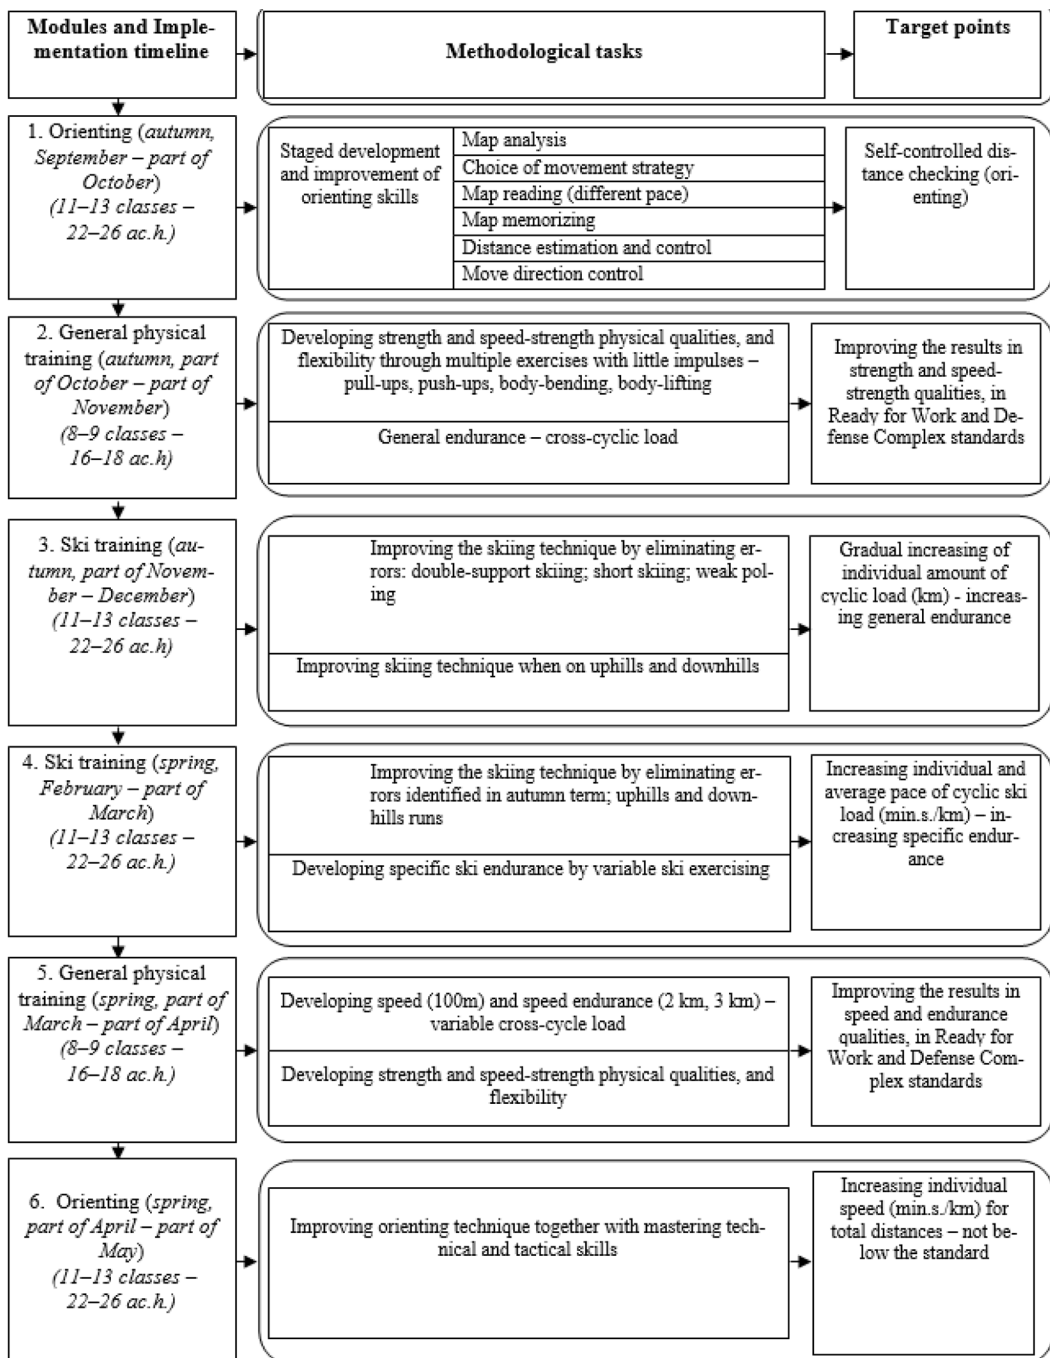 Modules and Imple-
mentation timeline
Methodological tasks
Target points
1. Orienting (autumn,
September – part of
October)
(11–13 classes –
22–26 ac.h.)
Staged development
and improvement of
orienting skills
Map analysis
Choice of movement strategy
Map reading (different pace)
Map memorizing
Distance estimation and control
Move direction control
Self-controlled dis-
tance checking (ori-
enting)
2. General physical
training (autumn, part
of October – part of
November)
(8–9 classes –
16–18 ac.h)
Developing strength and speed-strength physical qualities, and
flexibility through multiple exercises with little impulses –
pull-ups, push-ups, body-bending, body-lifting
General endurance – cross-cyclic load
Improving the results in
strength and speed-
strength qualities, in
Ready for Work and De-
fense Complex standards
3. Ski training (au-
tumn, part of Novem-
ber – December)
(11–13 classes –
22–26 ac.h)
Improving the skiing technique by eliminating er-
rors: double-support skiing; short skiing; weak pol-
ing
Improving skiing technique when on uphills and downhills
Gradual increasing of
individual amount of
cyclic load (km) - increas-
ing general endurance
4. Ski training (spring,
February – part of
March)
(11–13 classes –
22–26 ac.h.)
Improving the skiing technique by eliminating er-
rors identified in autumn term; uphills and down-
hills runs
Developing specific ski endurance by variable ski exercising
Increasing individual and
average pace of cyclic ski
load (min.s./km) – in-
creasing specific endur-
ance
5. General physical
training (spring, part of
March – part of April)
(8–9 classes –
16–18 ac.h.)
Developing speed (100m) and speed endurance (2 km, 3 km) –
variable cross-cycle load
Developing strength and speed-strength physical qualities, and
flexibility
Improving the results in
speed and endurance
qualities, in Ready for
Work and Defense Com-
plex standards
6. Orienting (spring,
part of April – part of
May)
(11–13 classes –
22–26 ac.h.)
Improving orienting technique together with mastering tech-
nical and tactical skills
Increasing individual
speed (min.s./km) for
total distances – not be-
low the standard